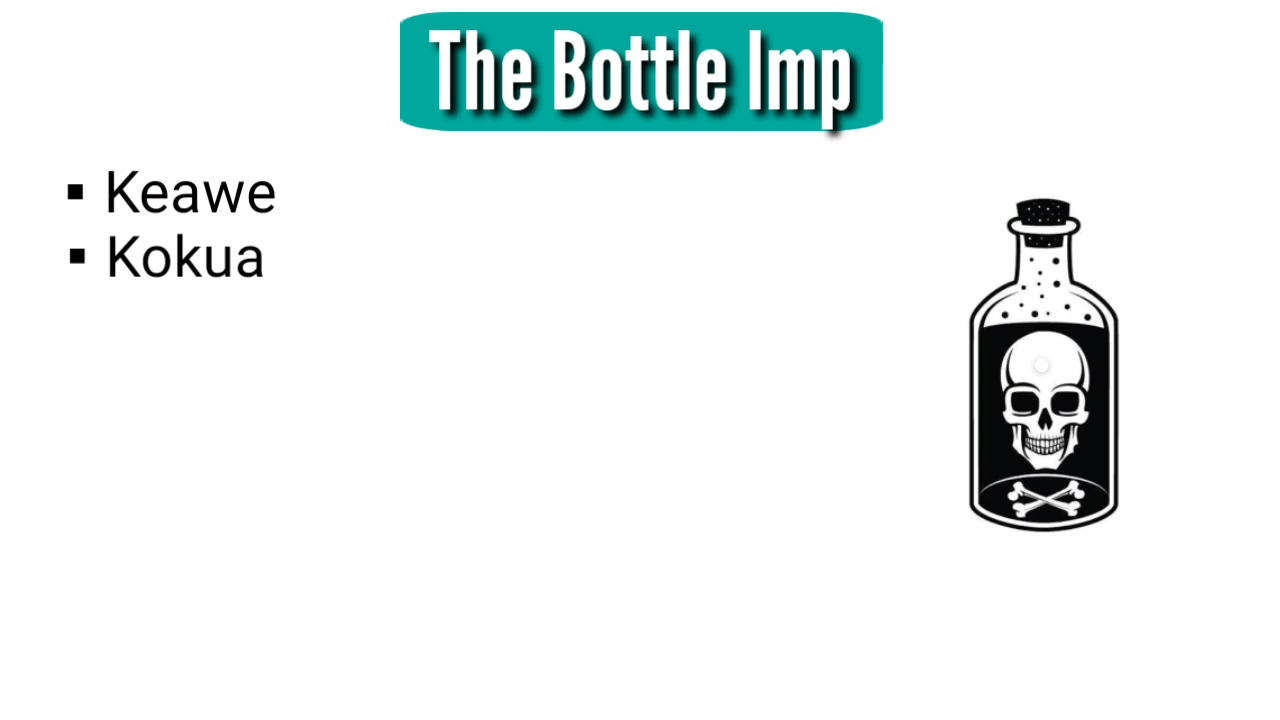 The Bottle Imp
▪ Keawe
▪ Kokua